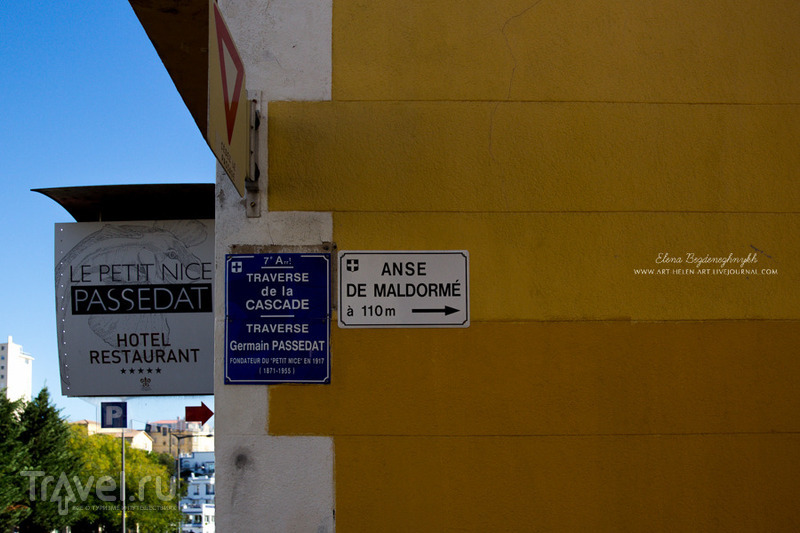 LE PETIT NICE
PASSEDAT
HOTEL
RESTAURANT
★★★★★
P
7e Arrt
TRAVERSE
de la
CASCADE
TRAVERSE
Germain PASSEDAT
FONDATEUR DU "PETIT NICE" EN 1917
(1871-1955)
ANSE
DE MALDORMÉ
à 110m
Elena Bogdenoghnykh
WWW.ART-HELEN-ART.LIVEJOURNAL.COM
Travel.ru